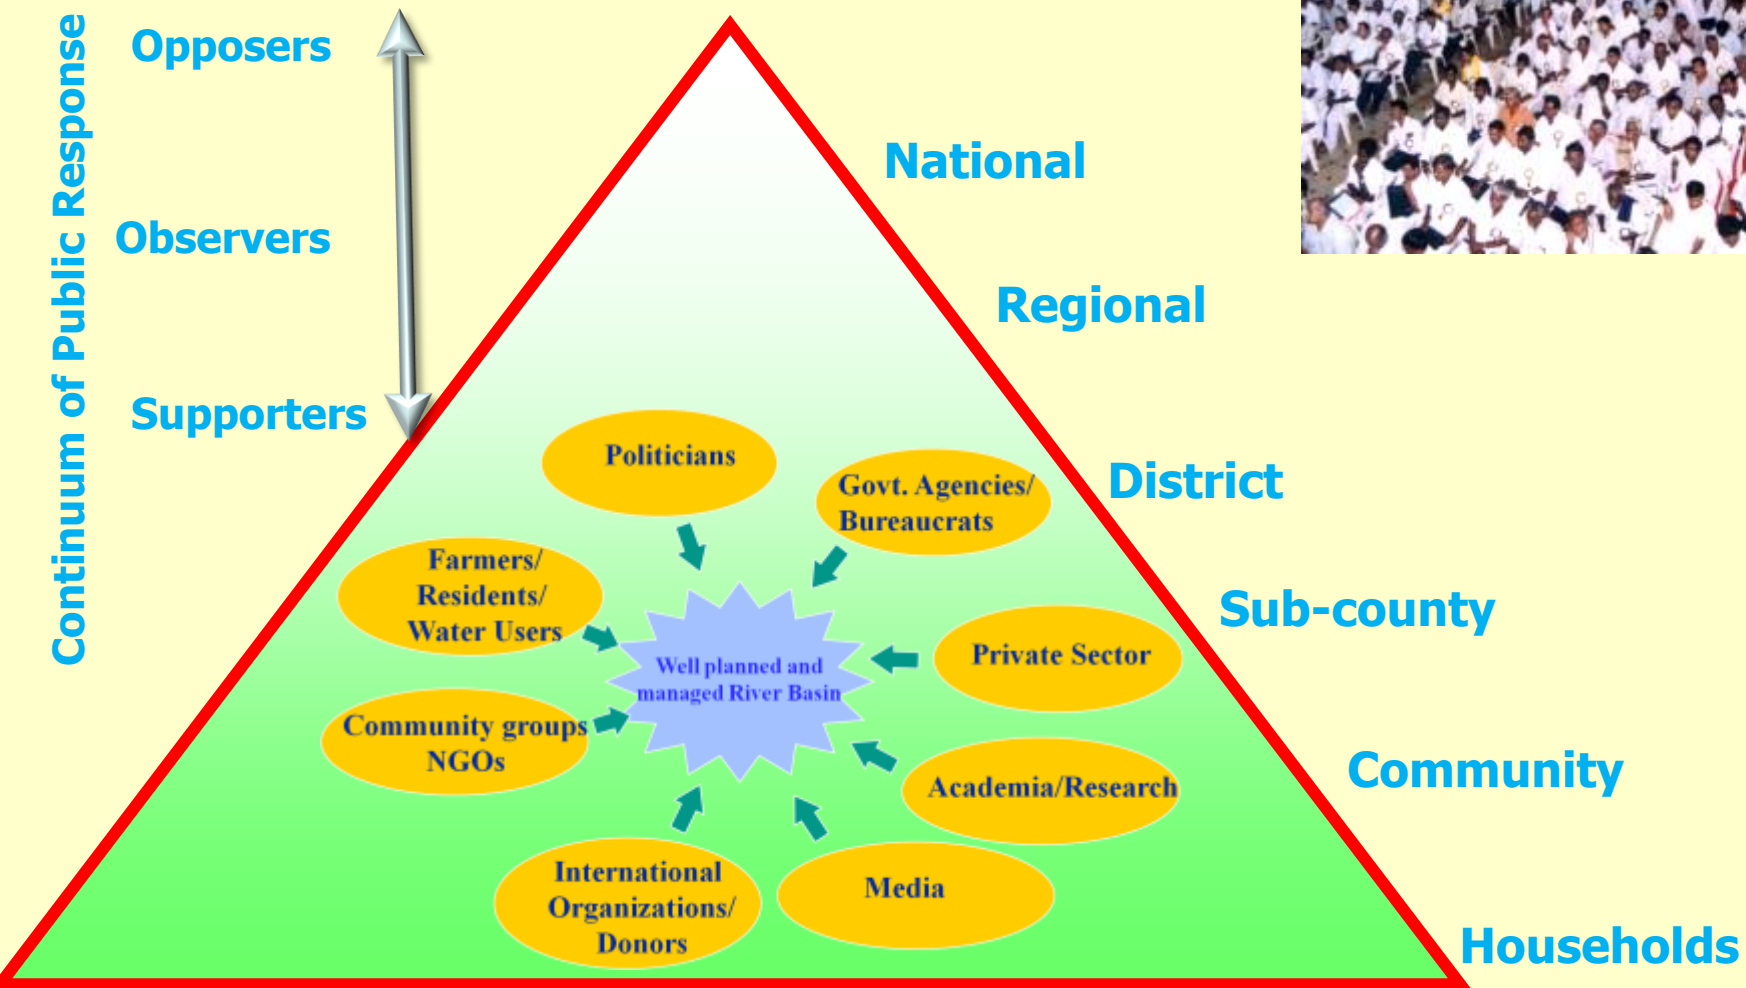 Continuum of Public Response
Opposers
Observers
Supporters
National
Regional
District
Sub-county
Community
Households
Politicians
Govt. Agencies/
Bureaucrats
Farmers/
Residents/
Water Users
Private Sector
Well planned and
managed River Basin
Community groups
NGOs
Academia/Research
International
Organizations/
Donors
Media